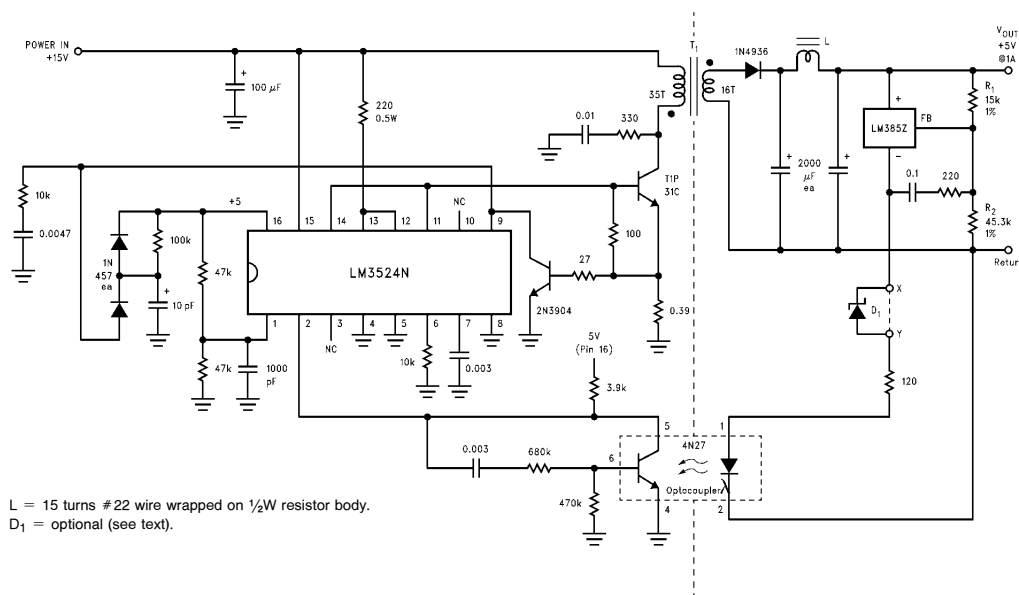 POWER IN
+15V
100 μF
220
0.5W
0.01
330
35T
T1
16T
1N4936
L
VOUT
+5V
@1A
R1
15k
1%
LM385Z
+
FB
−
2000
μF
ea
0.1
220
R2
45.3k
1%
Retur
T1P
31C
100
27
2N3904
0.39
10k
0.0047
1N
457
ea
100k
10 pF
+5
47k
47k
1000
pF
16
15
14
13
12
11
NC
10
9
LM3524N
1
2
3
4
5
6
7
8
NC
10k
0.003
5V
(Pin 16)
3.9k
X
D1
Y
120
0.003
680k
470k
6
5
4N27
1
Optocoupler
4
2
λ
L = 15 turns #22 wire wrapped on ½W resistor body.
D1 = optional (see text).